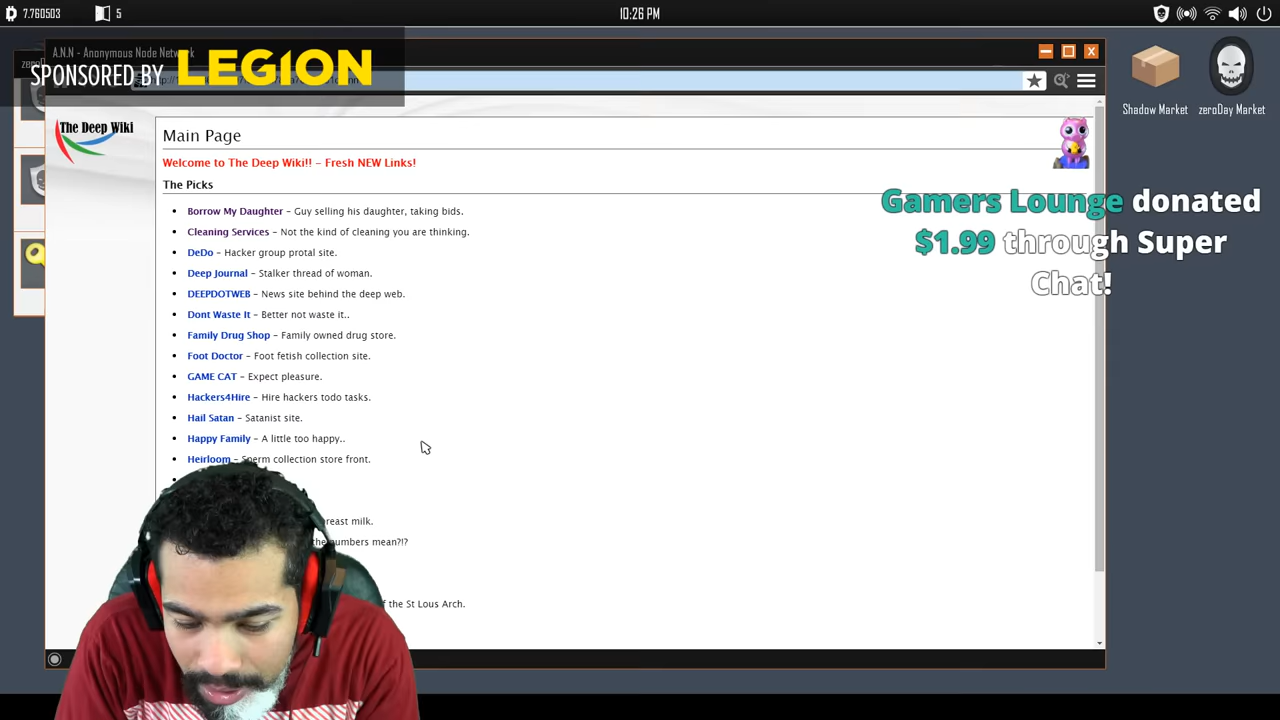 7.760503
5
10:26 PM
A.N.N - Anonymous Node Network
SPONSORED BY LEGION
The Deep Wiki
Main Page
Welcome to The Deep Wiki!! - Fresh NEW Links!
The Picks
Borrow My Daughter - Guy selling his daughter, taking bids.
Cleaning Services - Not the kind of cleaning you are thinking.
DeDo - Hacker group protal site.
Deep Journal - Stalker thread of woman.
DEEPDOTWEB - News site behind the deep web.
Dont Waste It - Better not waste it..
Family Drug Shop - Family owned drug store.
Foot Doctor - Foot fetish collection site.
GAME CAT - Expect pleasure.
Hackers4Hire - Hire hackers todo tasks.
Hail Satan - Satanist site.
Happy Family - A little too happy..
Heirloom - Sperm collection store front.
breast milk.
the numbers mean?!?
of the St Lous Arch.
Shadow Market
zeroDay Market
Gamers Lounge donated
$1.99 through Super
Chat!